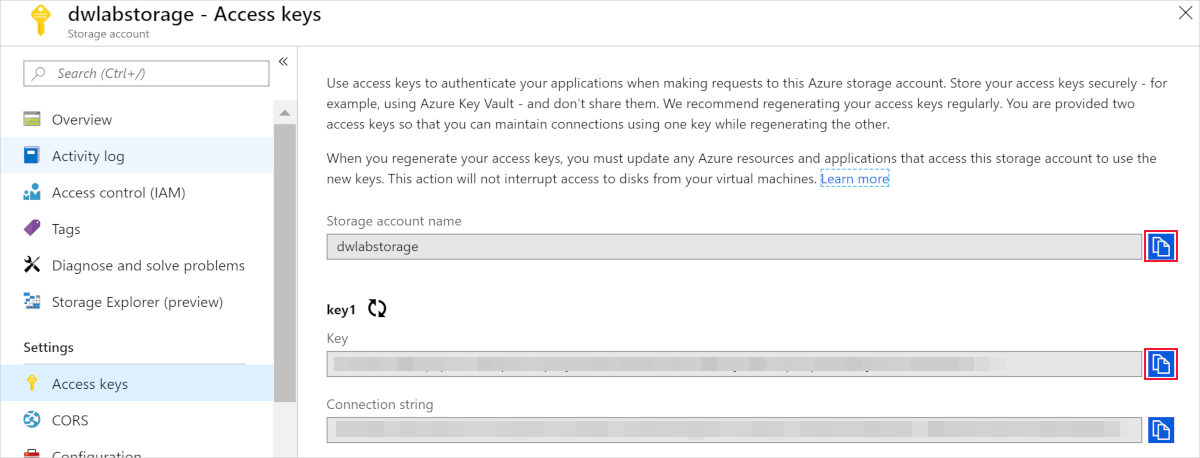 dwlabstorage - Access keys
Storage account
Search (Ctrl+/)
Overview
Activity log
Access control (IAM)
Tags
Diagnose and solve problems
Storage Explorer (preview)
Settings
Access keys
CORS
Configuration
Use access keys to authenticate your applications when making requests to this Azure storage account. Store your access keys securely - for
example, using Azure Key Vault - and don't share them. We recommend regenerating your access keys regularly. You are provided two
access keys so that you can maintain connections using one key while regenerating the other.
When you regenerate your access keys, you must update any Azure resources and applications that access this storage account to use the
new keys. This action will not interrupt access to disks from your virtual machines. Learn more
Storage account name
dwlabstorage
key1
Key
Connection string